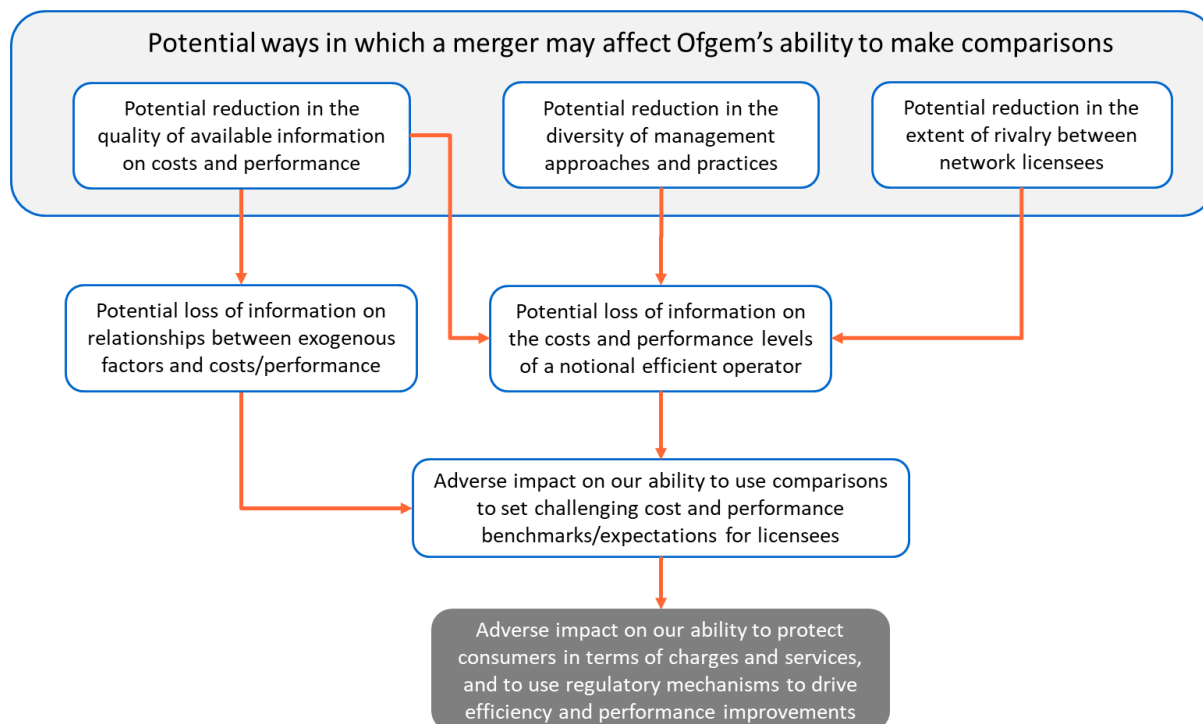 Potential ways in which a merger may affect Ofgem's ability to make comparisons
Potential reduction in the
quality of available information
on costs and performance
Potential reduction in the
diversity of management
approaches and practices
Potential reduction in the
extent of rivalry between
network licensees
Potential loss of information on
relationships between exogenous
factors and costs/performance
Potential loss of information on
the costs and performance levels
of a notional efficient operator
Adverse impact on our ability to use comparisons
to set challenging cost and performance
benchmarks/expectations for licensees
Adverse impact on our ability to protect
consumers in terms of charges and services,
and to use regulatory mechanisms to drive
efficiency and performance improvements